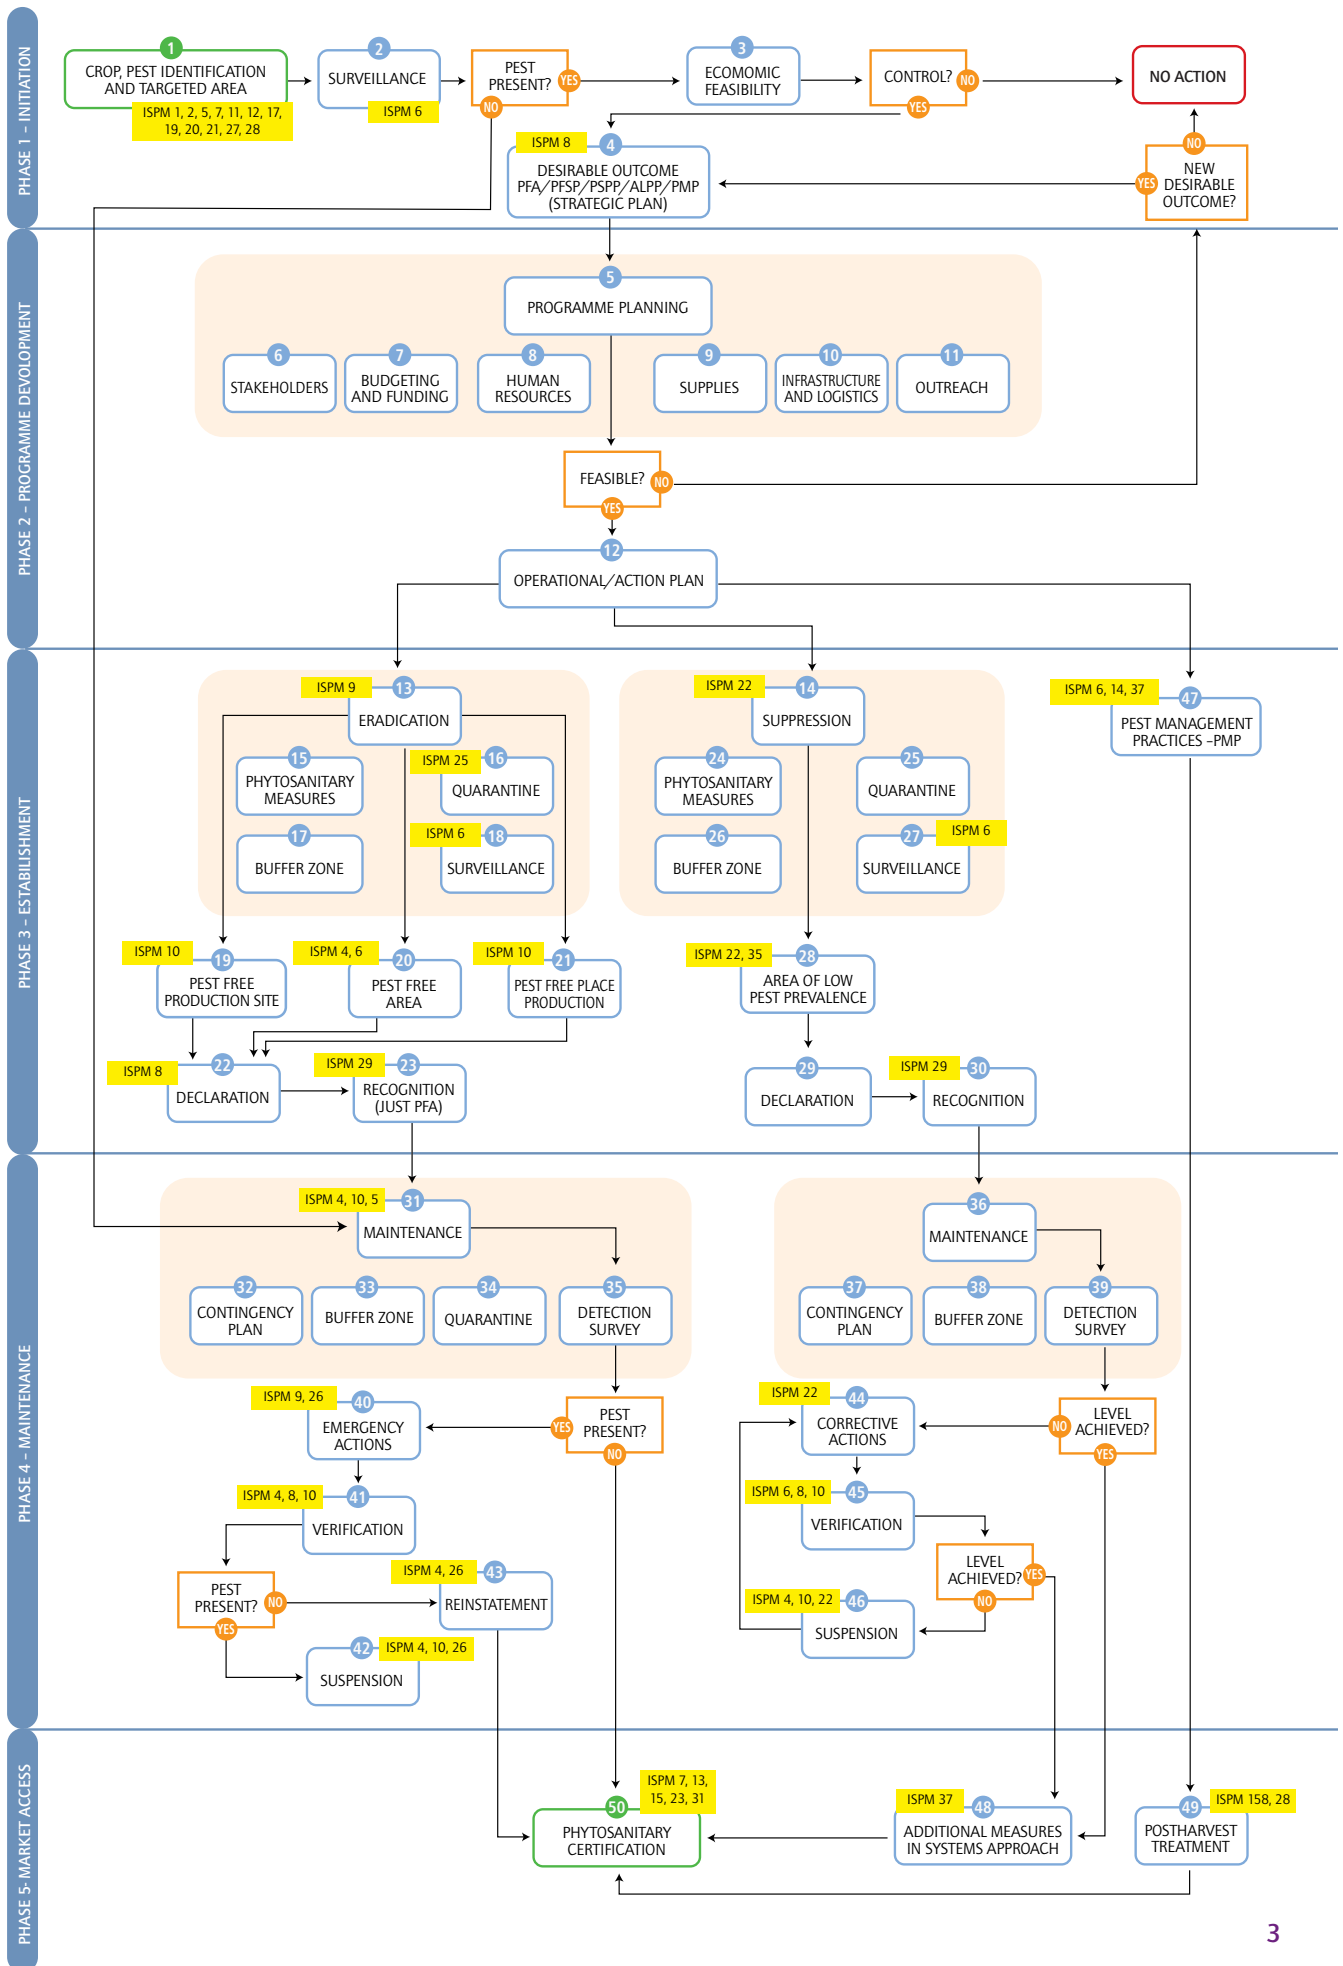 PHASE 1 – INITIATION
1
CROP, PEST IDENTIFICATION
AND TARGETED AREA
ISPM 1, 2, 5, 7, 11, 12, 17,
19, 20, 21, 27, 28
2
SURVEILLANCE
ISPM 6
PEST
PRESENT?
YES
NO
3
ECOMOMIC
FEASIBILITY
CONTROL?
NO
YES
NO ACTION
ISPM 8
4
DESIRABLE OUTCOME
PFA/PFSP/PSPP/ALPP/PMP
(STRATEGIC PLAN)
NO
YES
NEW
DESIRABLE
OUTCOME?
PHASE 2 – PROGRAMME DEVOLOPMENT
5
PROGRAMME PLANNING
6
STAKEHOLDERS
7
BUDGETING
AND FUNDING
8
HUMAN
RESOURCES
9
SUPPLIES
10
INFRASTRUCTURE
AND LOGISTICS
11
OUTREACH
FEASIBLE?
NO
YES
12
OPERATIONAL/ACTION PLAN
PHASE 3 – ESTABILISHMENT
ISPM 9
13
ERADICATION
15
PHYTOSANITARY
MEASURES
ISPM 25
16
QUARANTINE
17
BUFFER ZONE
ISPM 6
18
SURVEILLANCE
ISPM 22
14
SUPPRESSION
24
PHYTOSANITARY
MEASURES
25
QUARANTINE
26
BUFFER ZONE
27
ISPM 6
SURVEILLANCE
ISPM 6, 14, 37
47
PEST MANAGEMENT
PRACTICES –PMP
ISPM 10
19
PEST FREE
PRODUCTION SITE
ISPM 4, 6
20
PEST FREE
AREA
ISPM 10
21
PEST FREE PLACE
PRODUCTION
ISPM 22, 35
28
AREA OF LOW
PEST PREVALENCE
ISPM 8
22
DECLARATION
ISPM 29
23
RECOGNITION
(JUST PFA)
29
DECLARATION
ISPM 29
30
RECOGNITION
PHASE 4 – MAINTENANCE
ISPM 4, 10, 5
31
MAINTENANCE
32
CONTINGENCY
PLAN
33
BUFFER ZONE
34
QUARANTINE
35
DETECTION
SURVEY
36
MAINTENANCE
37
CONTINGENCY
PLAN
38
BUFFER ZONE
39
DETECTION
SURVEY
ISPM 9, 26
40
EMERGENCY
ACTIONS
PEST
PRESENT?
YES
NO
ISPM 22
44
CORRECTIVE
ACTIONS
LEVEL
ACHIEVED?
NO
YES
ISPM 4, 8, 10
41
VERIFICATION
ISPM 6, 8, 10
45
VERIFICATION
PEST
PRESENT?
NO
YES
ISPM 4, 26
43
REINSTATEMENT
LEVEL
ACHIEVED?
YES
NO
ISPM 4, 10, 22
46
SUSPENSION
42
ISPM 4, 10, 26
SUSPENSION
PHASE 5- MARKET ACCESS
ISPM 7, 13,
15, 23, 31
50
PHYTOSANITARY
CERTIFICATION
ISPM 37
48
ADDITIONAL MEASURES
IN SYSTEMS APPROACH
49
ISPM 158, 28
POSTHARVEST
TREATMENT
3